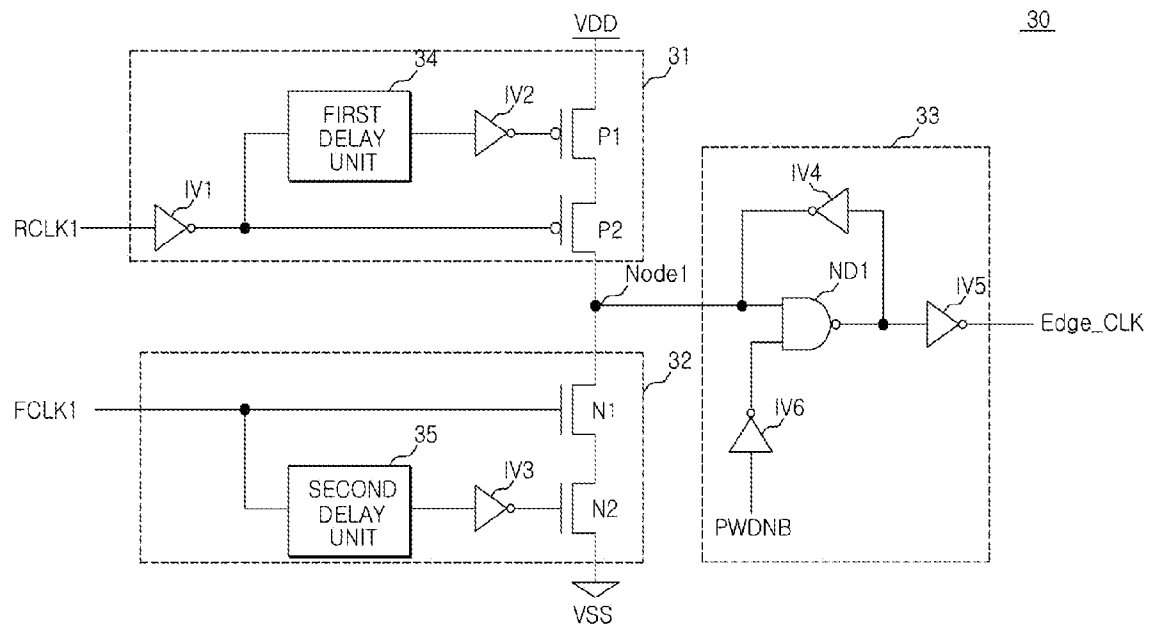 30
VDD
31
34
FIRST
DELAY
UNIT
IV2
P1
33
IV1
IV4
RCLK1
P2
Node1
ND1
IV5
Edge_CLK
32
FCLK1
N1
35
IV6
SECOND
DELAY
UNIT
IV3
N2
PWDNB
VSS